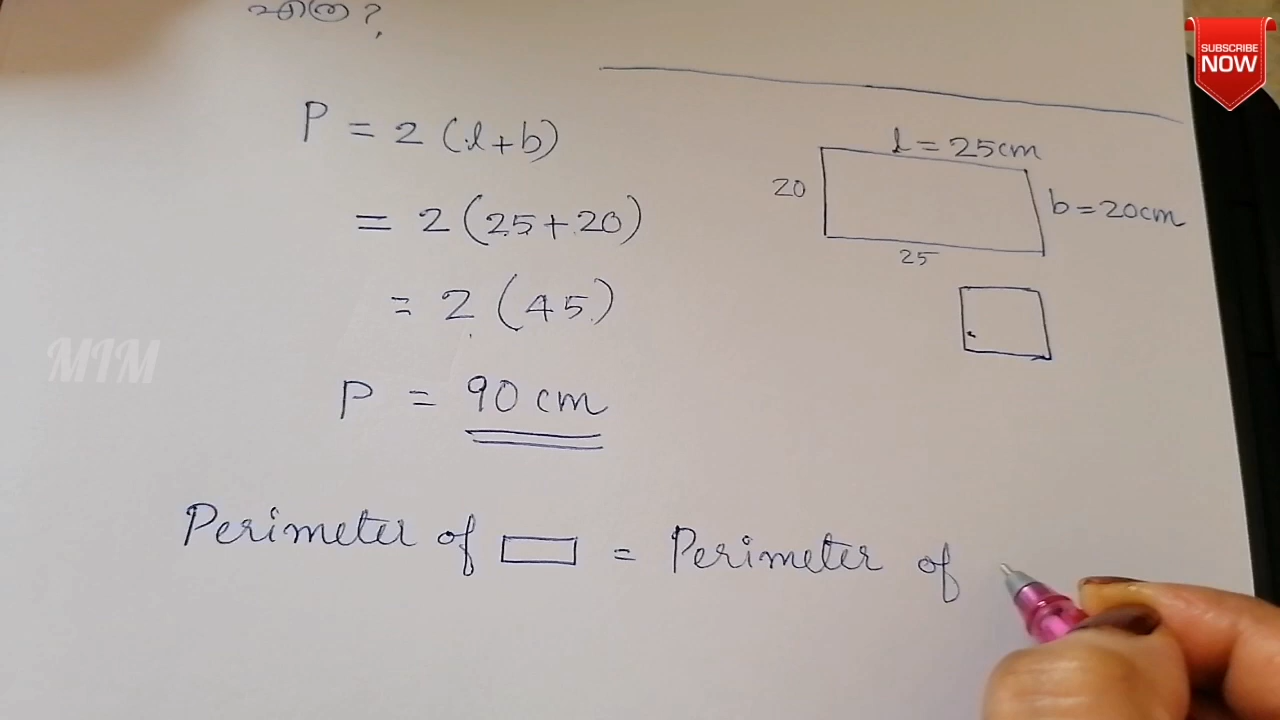 എത്ര?
P = 2 (l+b)
= 2 (25+20)
= 2 (45)
P = 90 cm
l = 25cm
20
b = 20cm
25
Perimeter of ▭ = Perimeter of
MIM
SUBSCRIBE
NOW